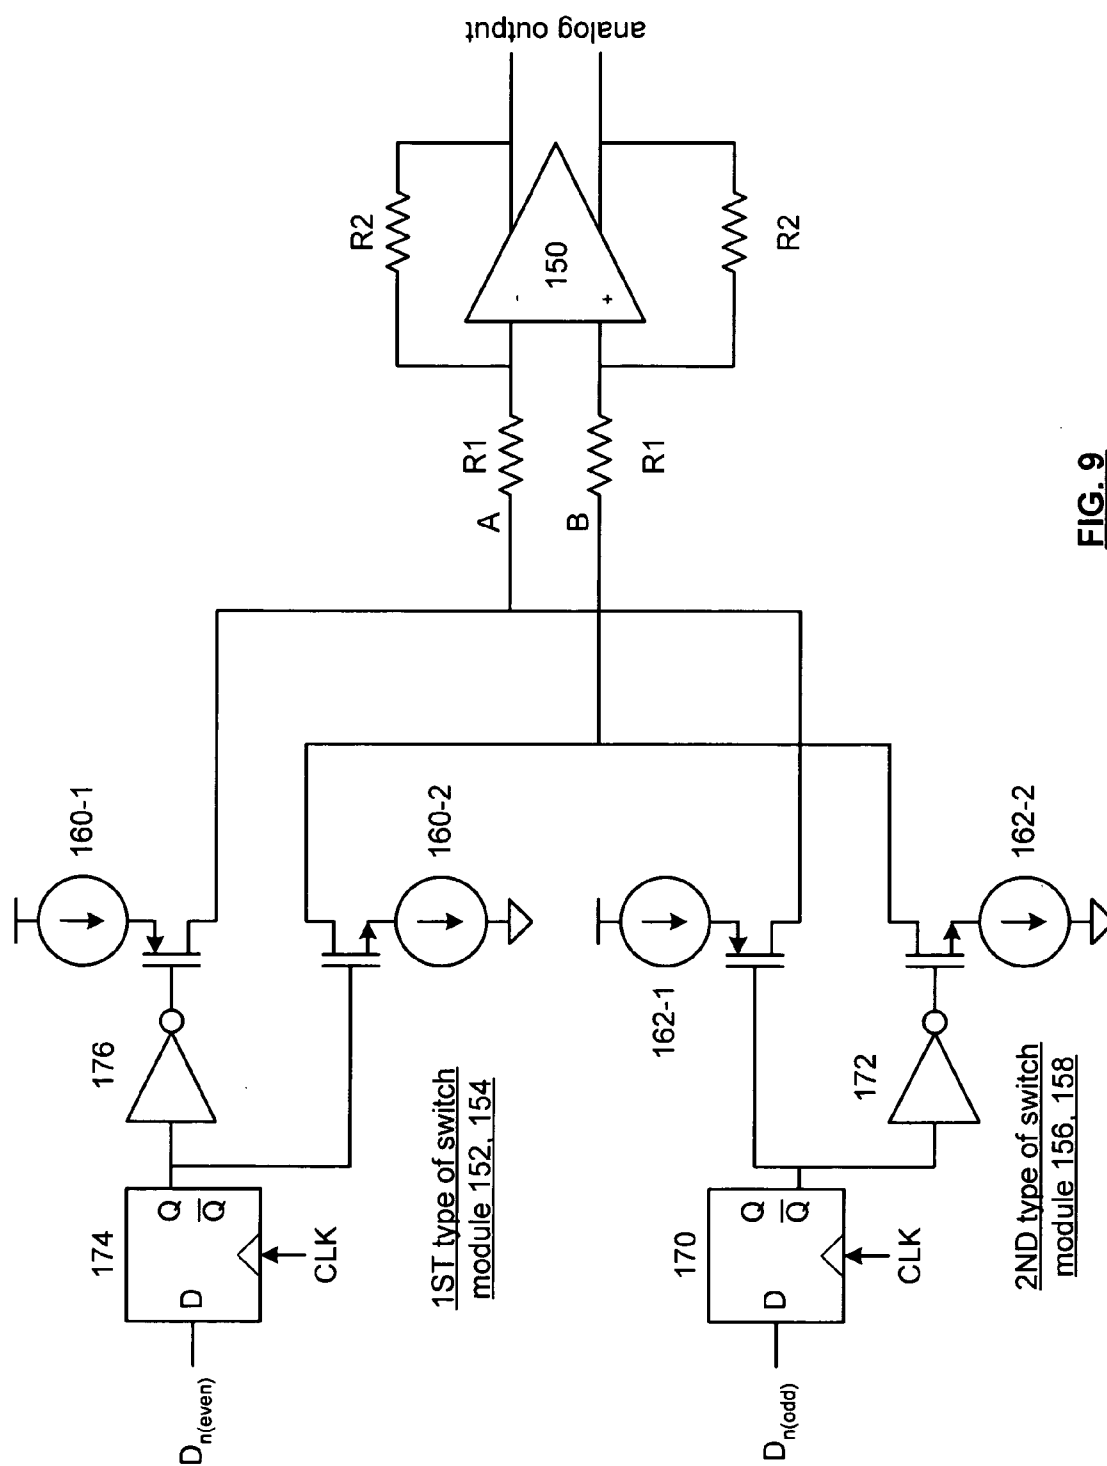 analog output
R2
R2
150
-
+
R1
R1
A
B
160-1
160-2
176
174
Q
Q
D
CLK
D_n(even)
1ST type of switch
module 152, 154
162-1
162-2
172
170
Q
Q
D
CLK
D_n(odd)
2ND type of switch
module 156, 158
FIG. 9